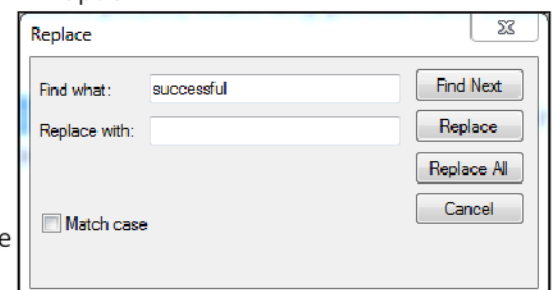 Replace
Find what: successful Find Next
Replace with: Replace
Replace All
Cancel
Match case
e